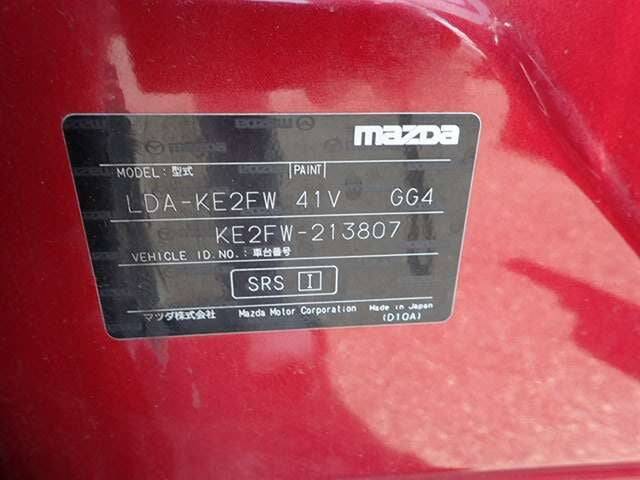 mazda
MODEL: 型式 PAINT
LDA-KE2FW 41V GG4
KE2FW-213807
VEHICLE ID.NO.: 車台番号
SRS I
マツダ株式会社 Mazda Motor Corporation Made in Japan
(D10A)